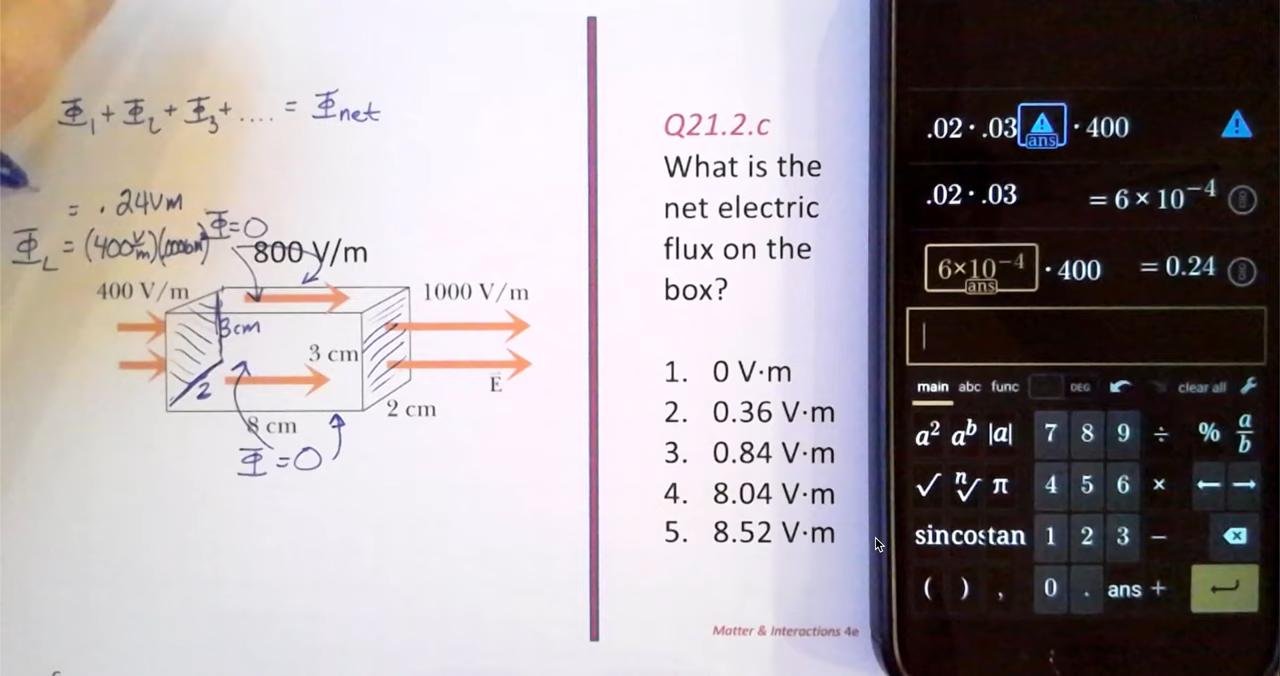 Φ₁ + Φ₂ + Φ₃ + .... = Φnet
= .24Vm
Φ=0
Φ_L = (400 V/m)(.0006m²)
800 V/m
400 V/m
1000 V/m
3cm
3 cm
2
E
8 cm
2 cm
Φ=0
Q21.2.c
What is the
net electric
flux on the
box?
1. 0 V·m
2. 0.36 V·m
3. 0.84 V·m
4. 8.04 V·m
5. 8.52 V·m
Matter & Interactions 4e
.02·.03 ans ·400
.02·.03 = 6×10⁻⁴
6×10⁻⁴ ans ·400 = 0.24
main abc func DEG clear all
a² aᵇ |a| 7 8 9 ÷ % a/b
√ ⁿ√ π 4 5 6 × ← →
sin cos tan 1 2 3 −
( ) , 0 . ans +